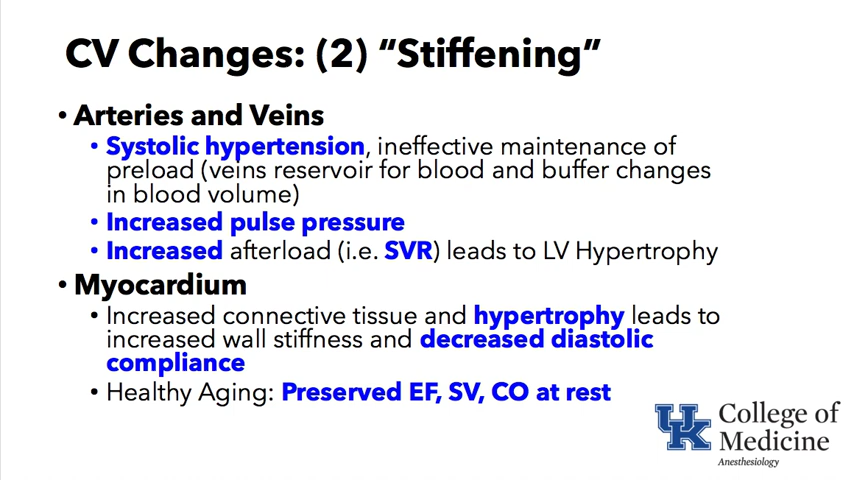 CV Changes: (2) “Stiffening”
• Arteries and Veins
• Systolic hypertension, ineffective maintenance of
preload (veins reservoir for blood and buffer changes
in blood volume)
• Increased pulse pressure
• Increased afterload (i.e. SVR) leads to LV Hypertrophy
• Myocardium
• Increased connective tissue and hypertrophy leads to
increased wall stiffness and decreased diastolic
compliance
• Healthy Aging: Preserved EF, SV, CO at rest
UK College of
Medicine
Anesthesiology